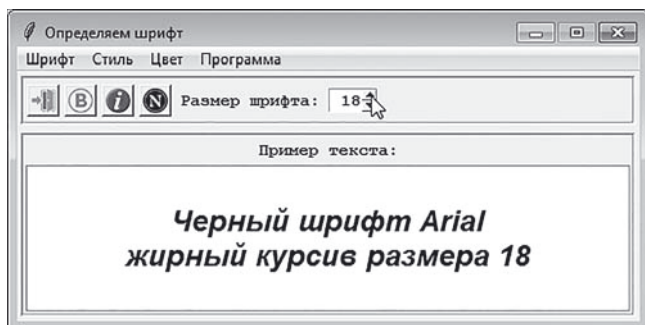 Определяем шрифт
Шрифт Стиль Цвет Программа
B i N Размер шрифта: 18
Пример текста:
Черный шрифт Arial
жирный курсив размера 18